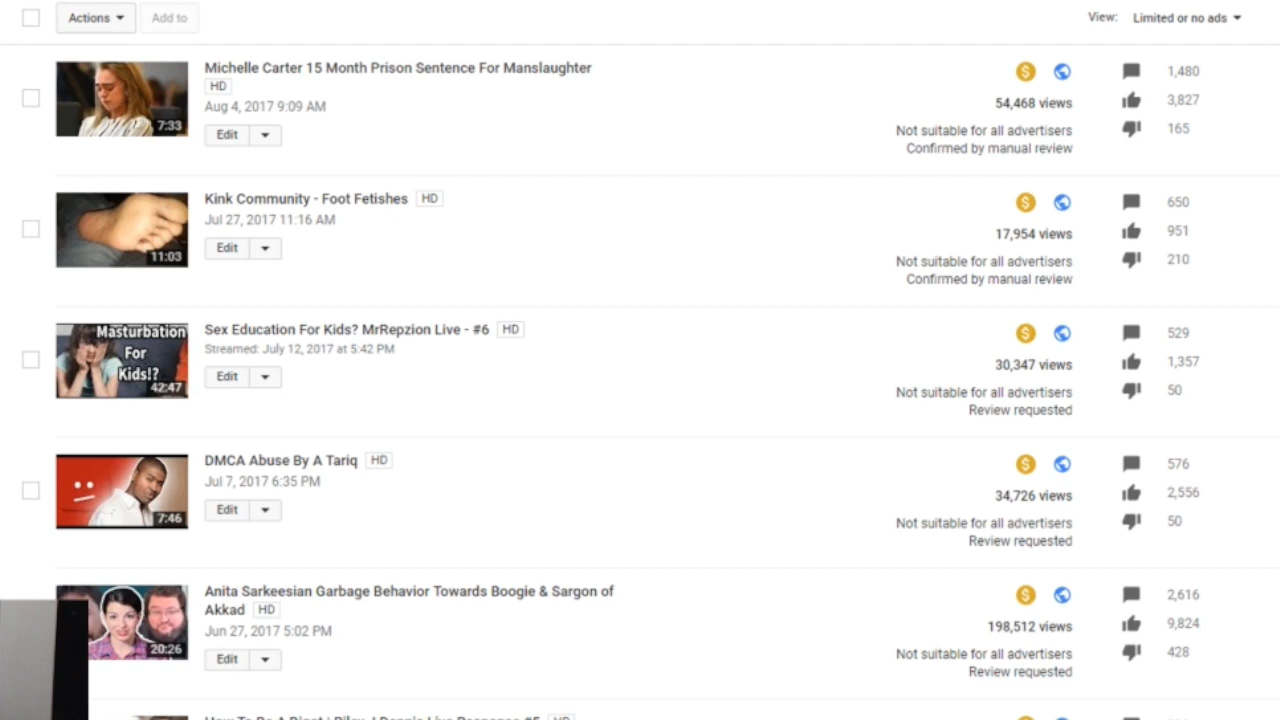 Actions
Add to
View: Limited or no ads
Michelle Carter 15 Month Prison Sentence For Manslaughter
HD
Aug 4, 2017 9:09 AM
Edit
7:33
54,468 views
Not suitable for all advertisers
Confirmed by manual review
1,480
3,827
165
Kink Community - Foot Fetishes HD
Jul 27, 2017 11:16 AM
Edit
11:03
17,954 views
Not suitable for all advertisers
Confirmed by manual review
650
951
210
Masturbation
For
Kids!?
42:47
Sex Education For Kids? MrRepzion Live - #6 HD
Streamed: July 12, 2017 at 5:42 PM
Edit
30,347 views
Not suitable for all advertisers
Review requested
529
1,357
50
DMCA Abuse By A Tariq HD
Jul 7, 2017 6:35 PM
Edit
7:46
34,726 views
Not suitable for all advertisers
Review requested
576
2,556
50
Anita Sarkeesian Garbage Behavior Towards Boogie & Sargon of
Akkad HD
Jun 27, 2017 5:02 PM
Edit
20:26
198,512 views
Not suitable for all advertisers
Review requested
2,616
9,824
428